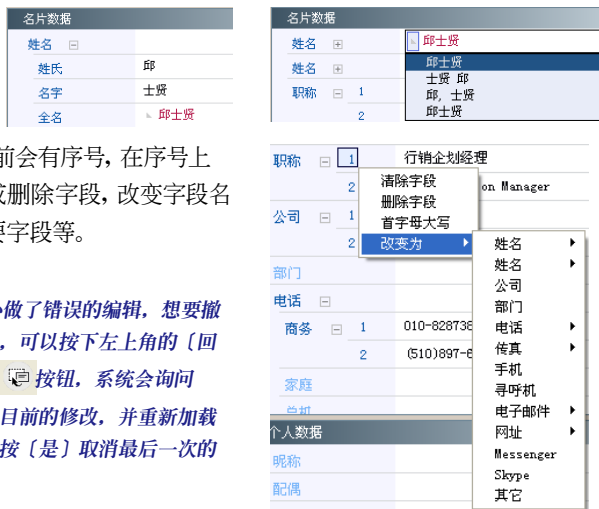 名片数据
姓名
姓氏 邱
名字 士贤
全名 邱士贤
名片数据
姓名 邱士贤
姓名
职称 1
2
邱士贤
士贤 邱
邱, 士贤
邱士贤
前会有序号, 在序号上
删除字段, 改变字段名
字段等。
做了错误的编辑，想要撤
，可以按下左上角的〔回
按钮，系统会询问
目前的修改，并重新加载
按〔是〕取消最后一次的
职称 1 行销企划经理
2 on Manager
公司 1
2
部门
电话
商务 1 010-828738
2 (510)897-
家庭
总机
清除字段
删除字段
首字母大写
改变为
姓名
姓名
公司
部门
电话
传真
手机
寻呼机
电子邮件
网址
Messenger
Skype
其它
个人数据
昵称
配偶